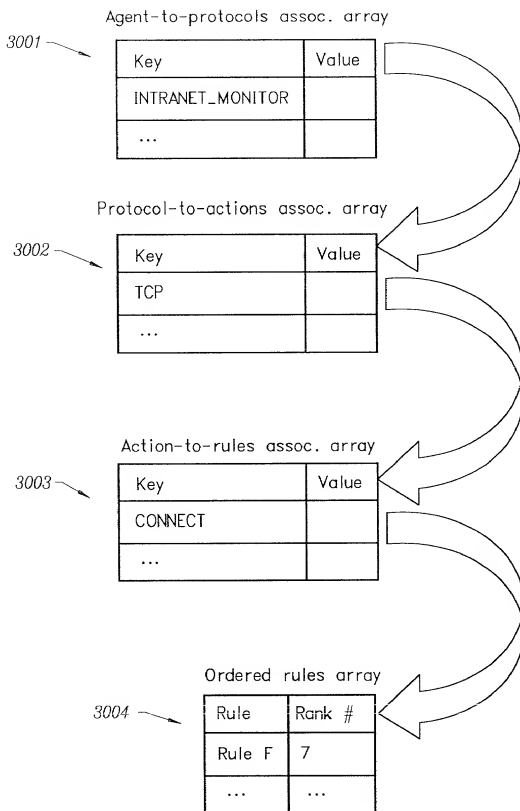 Agent-to-protocols assoc. array
3001
Key Value
INTRANET_MONITOR
...
Protocol-to-actions assoc. array
3002
Key Value
TCP
...
Action-to-rules assoc. array
3003
Key Value
CONNECT
...
Ordered rules array
3004
Rule Rank #
Rule F 7
... ...